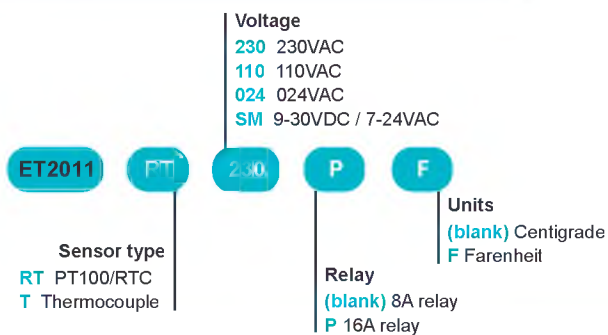 Voltage
230 230VAC
110 110VAC
024 024VAC
SM 9-30VDC / 7-24VAC
ET2011 RT 230 P F
Sensor type
RT PT100/RTC
T Thermocouple
Relay
(blank) 8A relay
P 16A relay
Units
(blank) Centigrade
F Farenheit